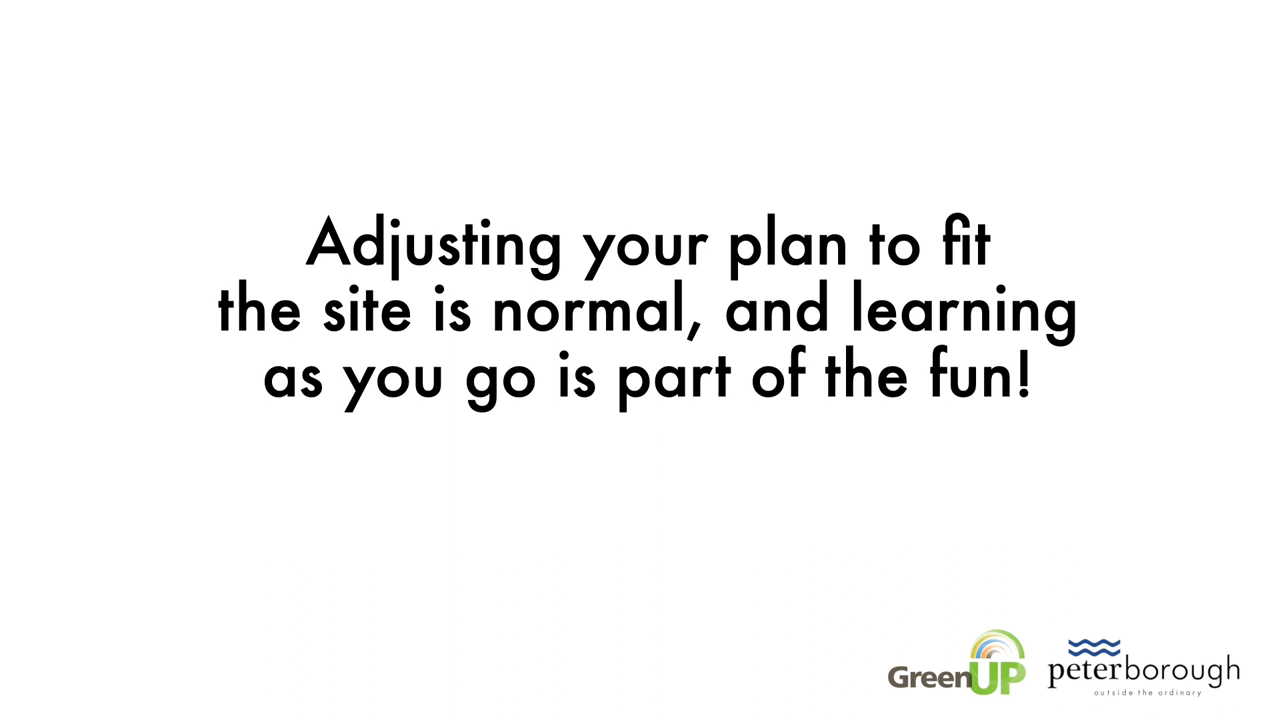 Adjusting your plan to fit
the site is normal, and learning
as you go is part of the fun!
GreenUP
peterborough
outside the ordinary